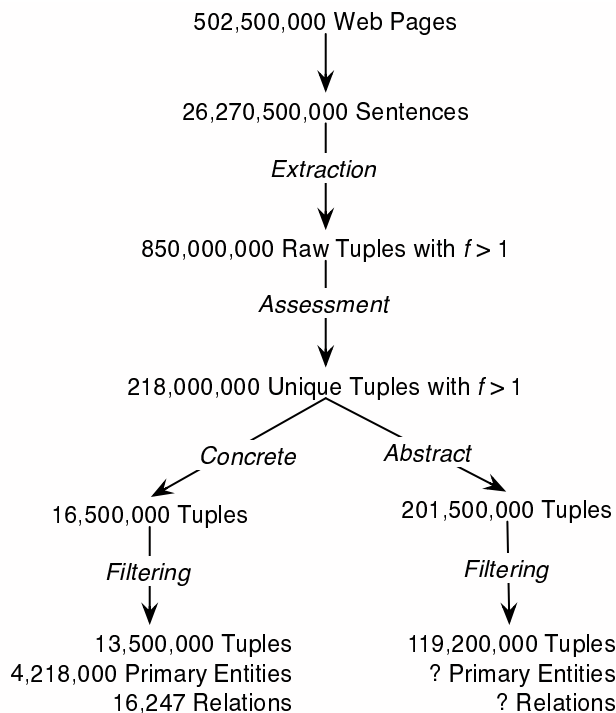 502,500,000 Web Pages
26,270,500,000 Sentences
Extraction
850,000,000 Raw Tuples with f > 1
Assessment
218,000,000 Unique Tuples with f > 1
Concrete
Abstract
16,500,000 Tuples
201,500,000 Tuples
Filtering
Filtering
13,500,000 Tuples
4,218,000 Primary Entities
16,247 Relations
119,200,000 Tuples
? Primary Entities
? Relations